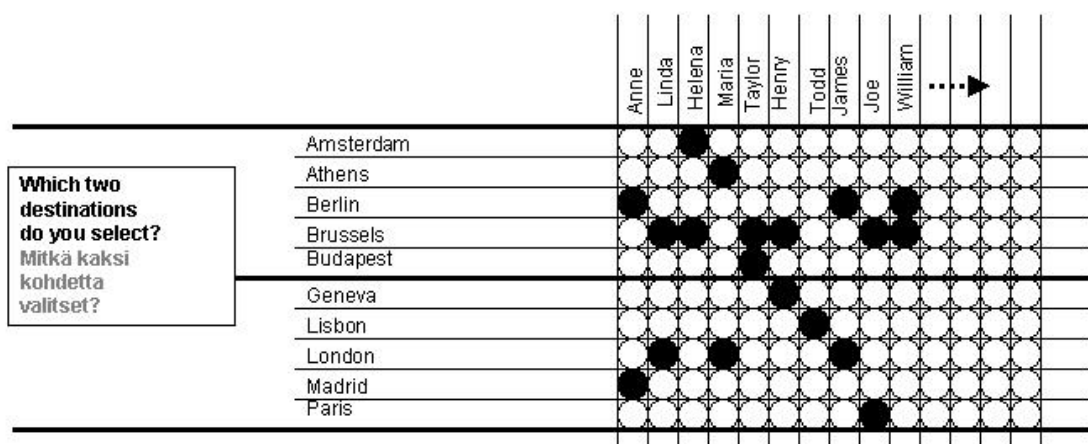 Anne
Linda
Helena
Maria
Taylor
Henry
Todd
James
Joe
William
Amsterdam
Athens
Berlin
Brussels
Budapest
Geneva
Lisbon
London
Madrid
Paris
Which two
destinations
do you select?
Mitkä kaksi
kohdetta
valitset?